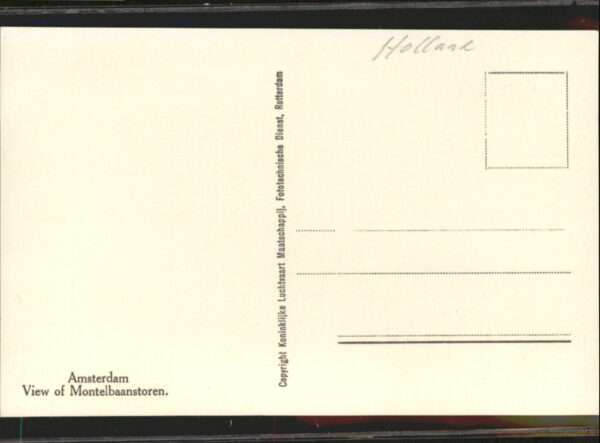 Holland
Copyright Koninklijke Luchtvaart Maatschappij, Fototechnische Dienst, Rotterdam
Amsterdam
View of Montelbaanstoren.